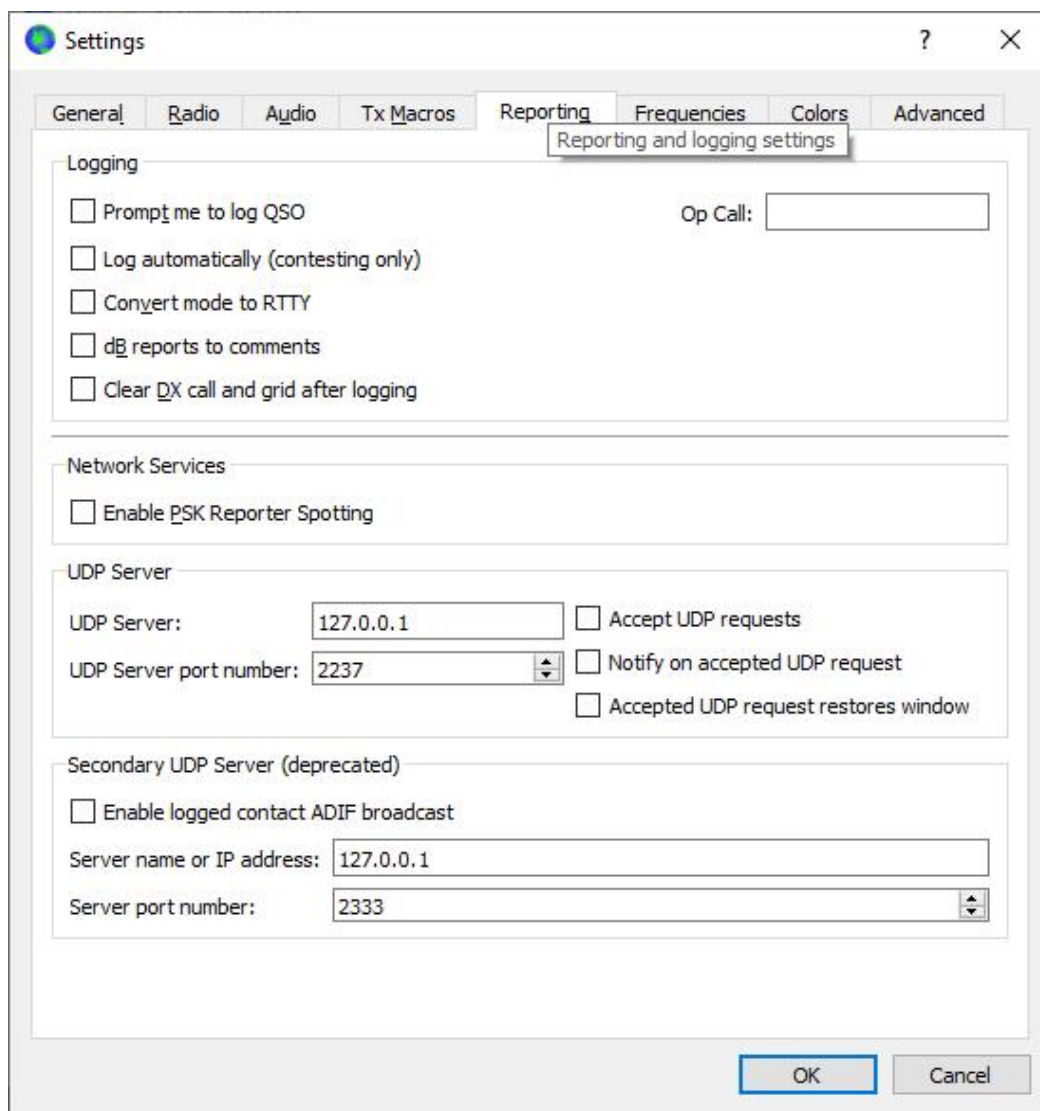 Settings
?
General Radio Audio Tx Macros Reporting Frequencies Colors Advanced
Reporting and logging settings
Logging
Prompt me to log QSO Op Call:
Log automatically (contesting only)
Convert mode to RTTY
dB reports to comments
Clear DX call and grid after logging
Network Services
Enable PSK Reporter Spotting
UDP Server
UDP Server: 127.0.0.1 Accept UDP requests
UDP Server port number: 2237 Notify on accepted UDP request
Accepted UDP request restores window
Secondary UDP Server (deprecated)
Enable logged contact ADIF broadcast
Server name or IP address: 127.0.0.1
Server port number: 2333
OK Cancel